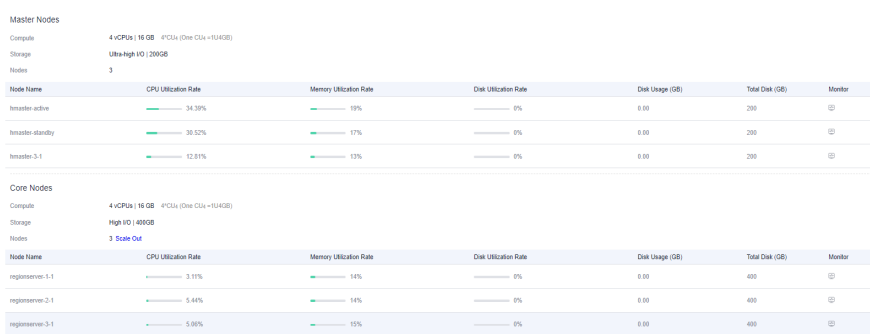 Master Nodes
Compute 4 vCPUs | 16 GB 4*CU₄ (One CU₄ =1U4GB)
Storage Ultra-high I/O | 200GB
Nodes 3
Node Name CPU Utilization Rate Memory Utilization Rate Disk Utilization Rate Disk Usage (GB) Total Disk (GB) Monitor
hmaster-active 34.39% 19% 0% 0.00 200
hmaster-standby 30.52% 17% 0% 0.00 200
hmaster-3-1 12.81% 13% 0% 0.00 200
Core Nodes
Compute 4 vCPUs | 16 GB 4*CU₄ (One CU₄ =1U4GB)
Storage High I/O | 400GB
Nodes 3 Scale Out
Node Name CPU Utilization Rate Memory Utilization Rate Disk Utilization Rate Disk Usage (GB) Total Disk (GB) Monitor
regionserver-1-1 3.11% 14% 0% 0.00 400
regionserver-2-1 5.44% 14% 0% 0.00 400
regionserver-3-1 5.06% 15% 0% 0.00 400